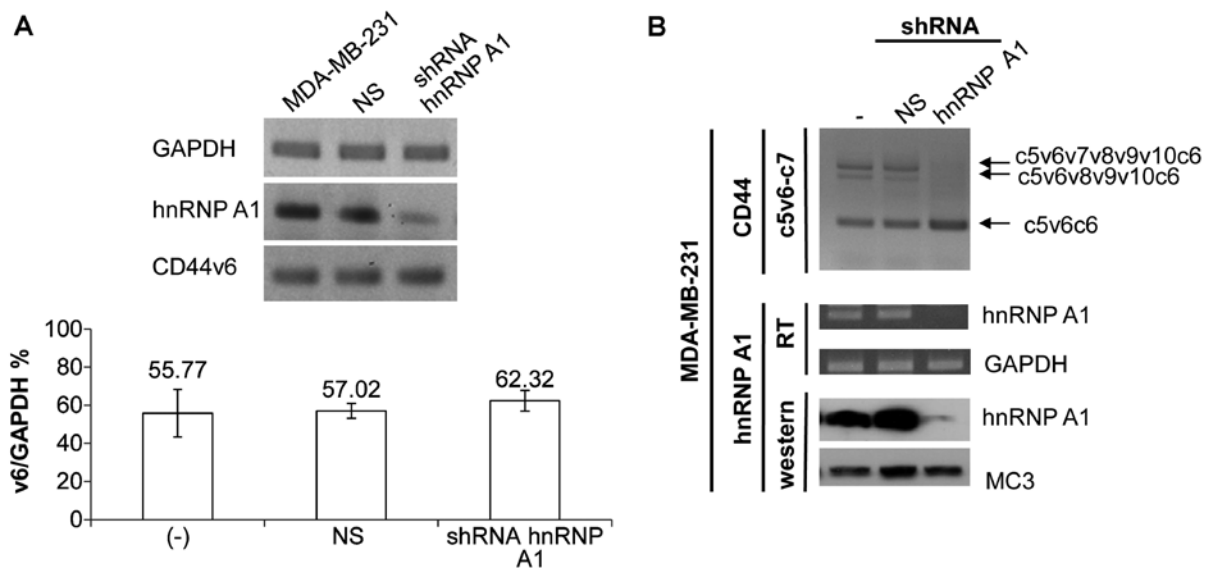 A
MDA-MB-231
NS
shRNA
hnRNP A1
GAPDH
hnRNP A1
CD44v6
v6/GAPDH %
100
80
60
40
20
0
55.77
57.02
62.32
(-)
NS
shRNA hnRNP
A1
B
shRNA
-
NS
hnRNP A1
MDA-MB-231
CD44
c5v6-c7
c5v6v7v8v9v10c6
c5v6v8v9v10c6
c5v6c6
hnRNP A1
RT
hnRNP A1
GAPDH
western
hnRNP A1
MC3